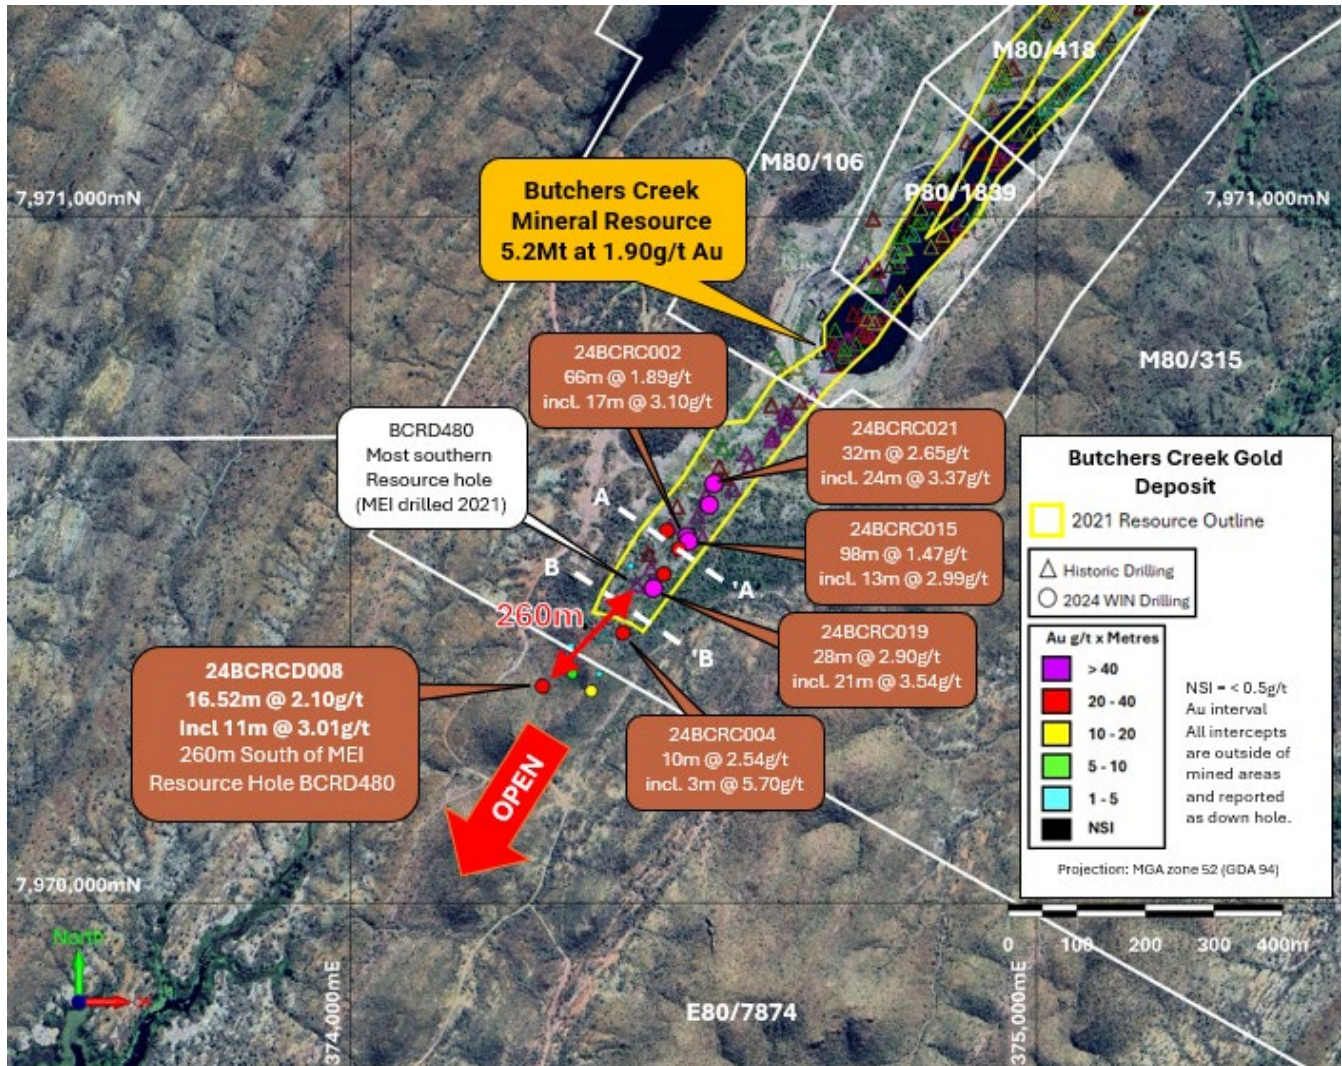 M80/418
M80/106
P80/1839
7,971,000mN
7,971,000mN
Butchers Creek
Mineral Resource
5.2Mt at 1.90g/t Au
M80/315
24BCRC002
66m @ 1.89g/t
incl. 17m @ 3.10g/t
BCRD480
Most southern
Resource hole
(MEI drilled 2021)
24BCRC021
32m @ 2.65g/t
incl. 24m @ 3.37g/t
A
24BCRC015
98m @ 1.47g/t
incl. 13m @ 2.99g/t
B
'A
260m
24BCRC019
28m @ 2.90g/t
incl. 21m @ 3.54g/t
'B
24BCRCD008
16.52m @ 2.10g/t
Incl 11m @ 3.01g/t
260m South of MEI
Resource Hole BCRD480
24BCRC004
10m @ 2.54g/t
incl. 3m @ 5.70g/t
OPEN
Butchers Creek Gold
Deposit
2021 Resource Outline
Historic Drilling
2024 WIN Drilling
Au g/t x Metres
> 40
20 - 40
10 - 20
5 - 10
1 - 5
NSI
NSI = < 0.5g/t
Au interval
All intercepts
are outside of
mined areas
and reported
as down hole.
Projection: MGA zone 52 (GDA 94)
7,970,000mN
0 100 200 300 400m
North
374,000mE
375,000mE
E80/7874